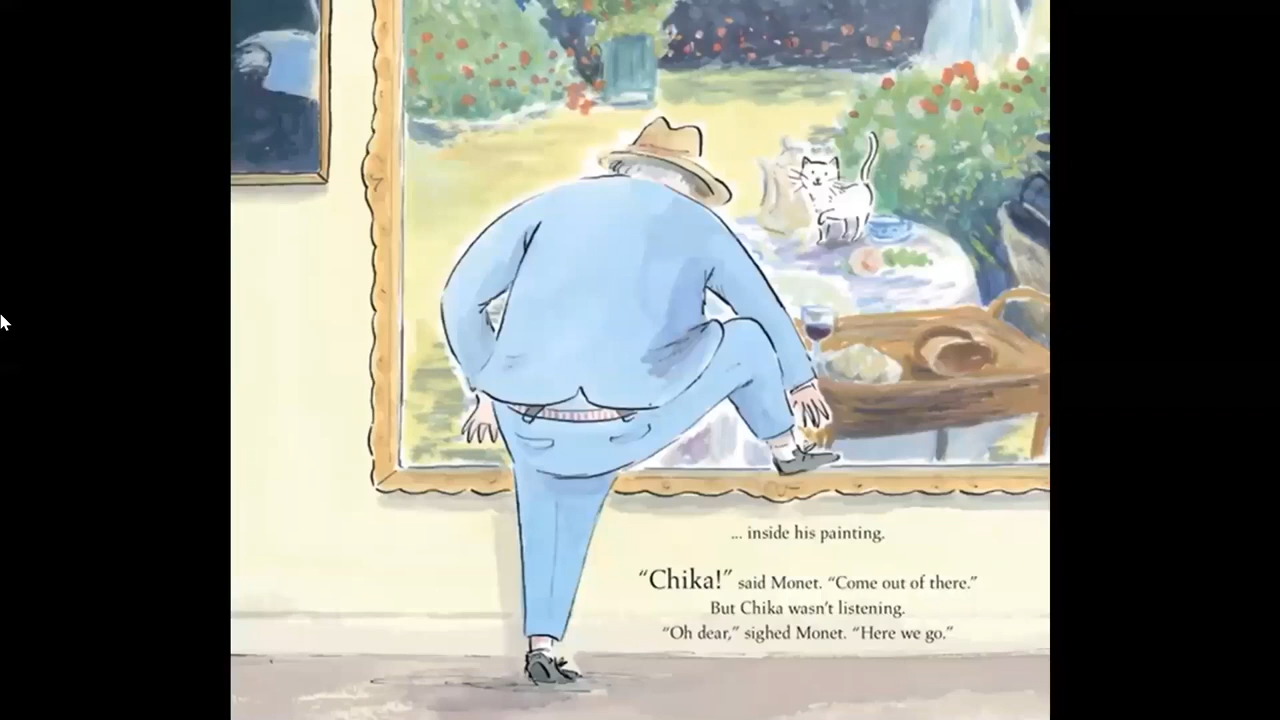 ... inside his painting.
“Chika!” said Monet. “Come out of there.”
But Chika wasn’t listening.
“Oh dear,” sighed Monet. “Here we go.”